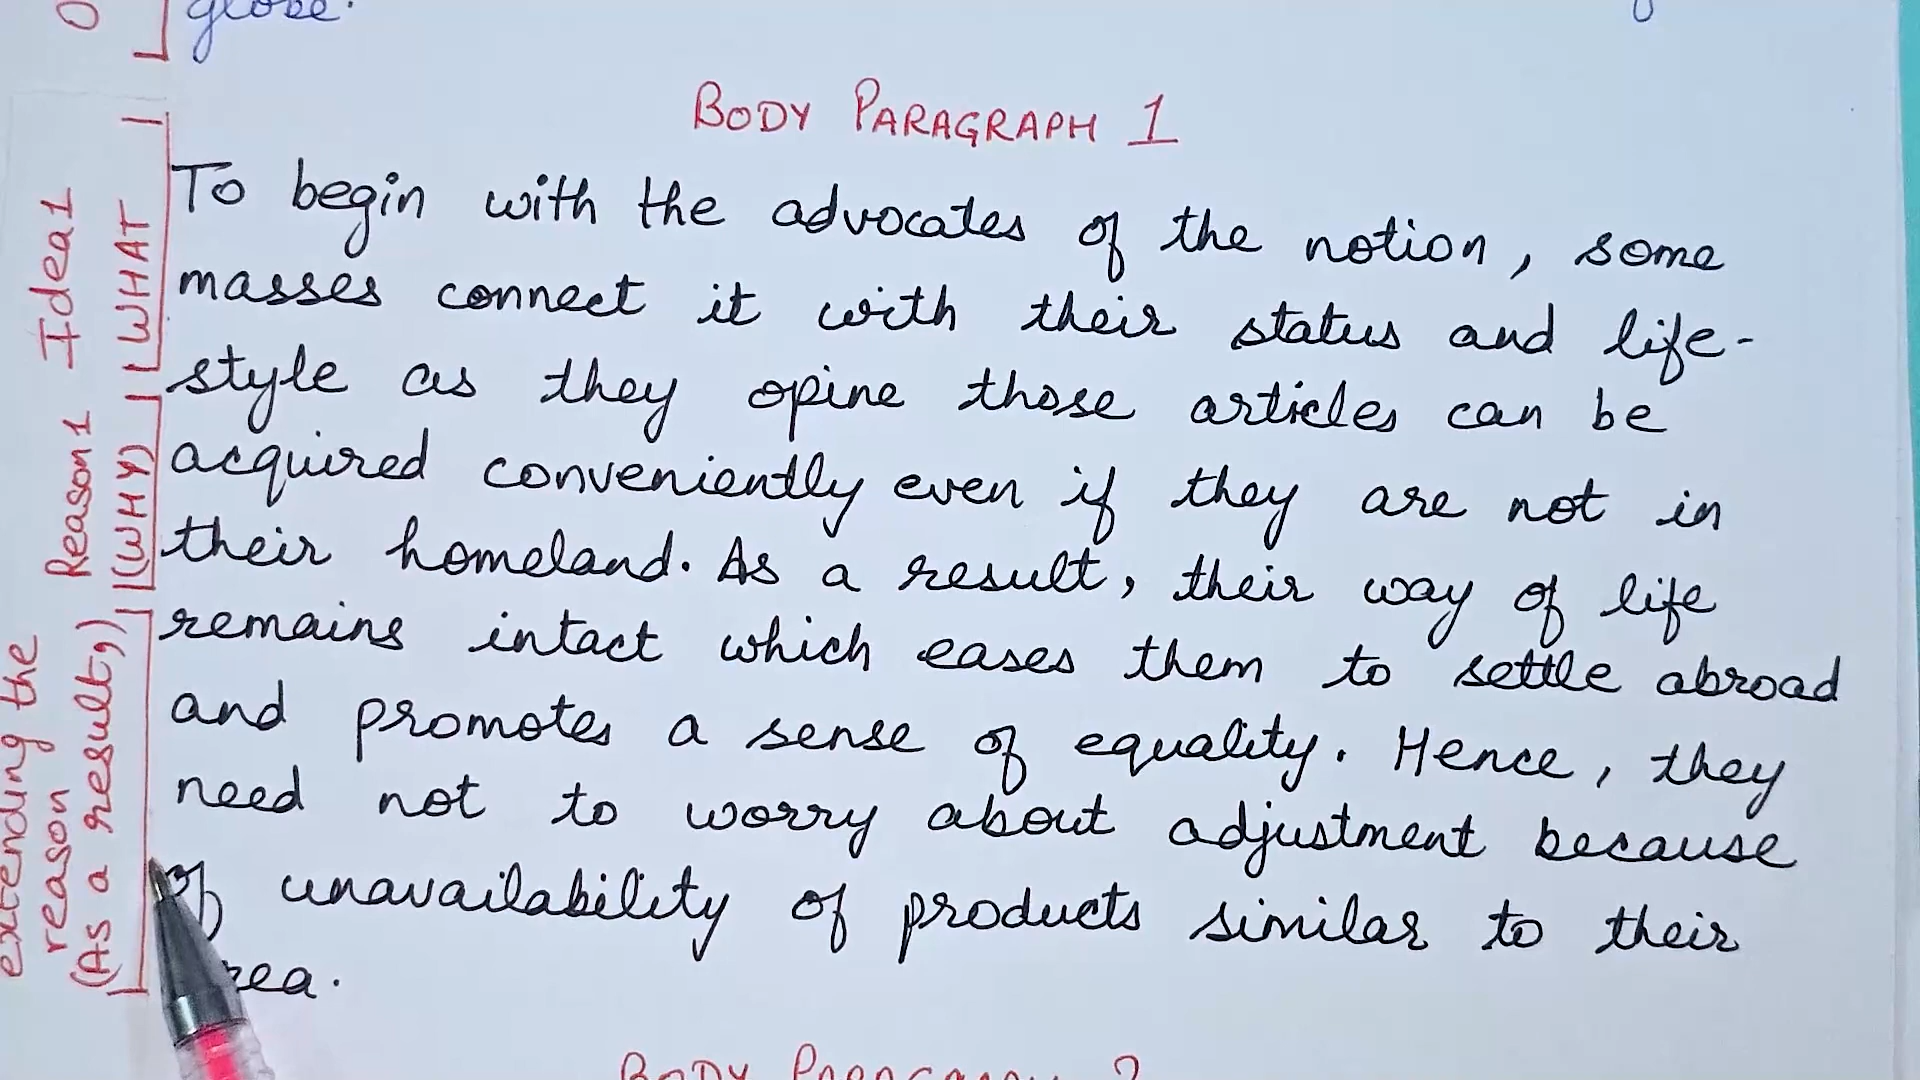 globe.
BODY PARAGRAPH 1
To begin with the advocates of the notion, some
masses connect it with their status and life-
style as they opine those articles can be
acquired conveniently even if they are not in
their homeland. As a result, their way of life
remains intact which eases them to settle abroad
and promotes a sense of equality. Hence, they
need not to worry about adjustment because
of unavailability of products similar to their
rea.
BODY PARAGRAPH 2
Idea 1
WHAT
Reason 1
(WHY)
extending the
reason
(As a result,)